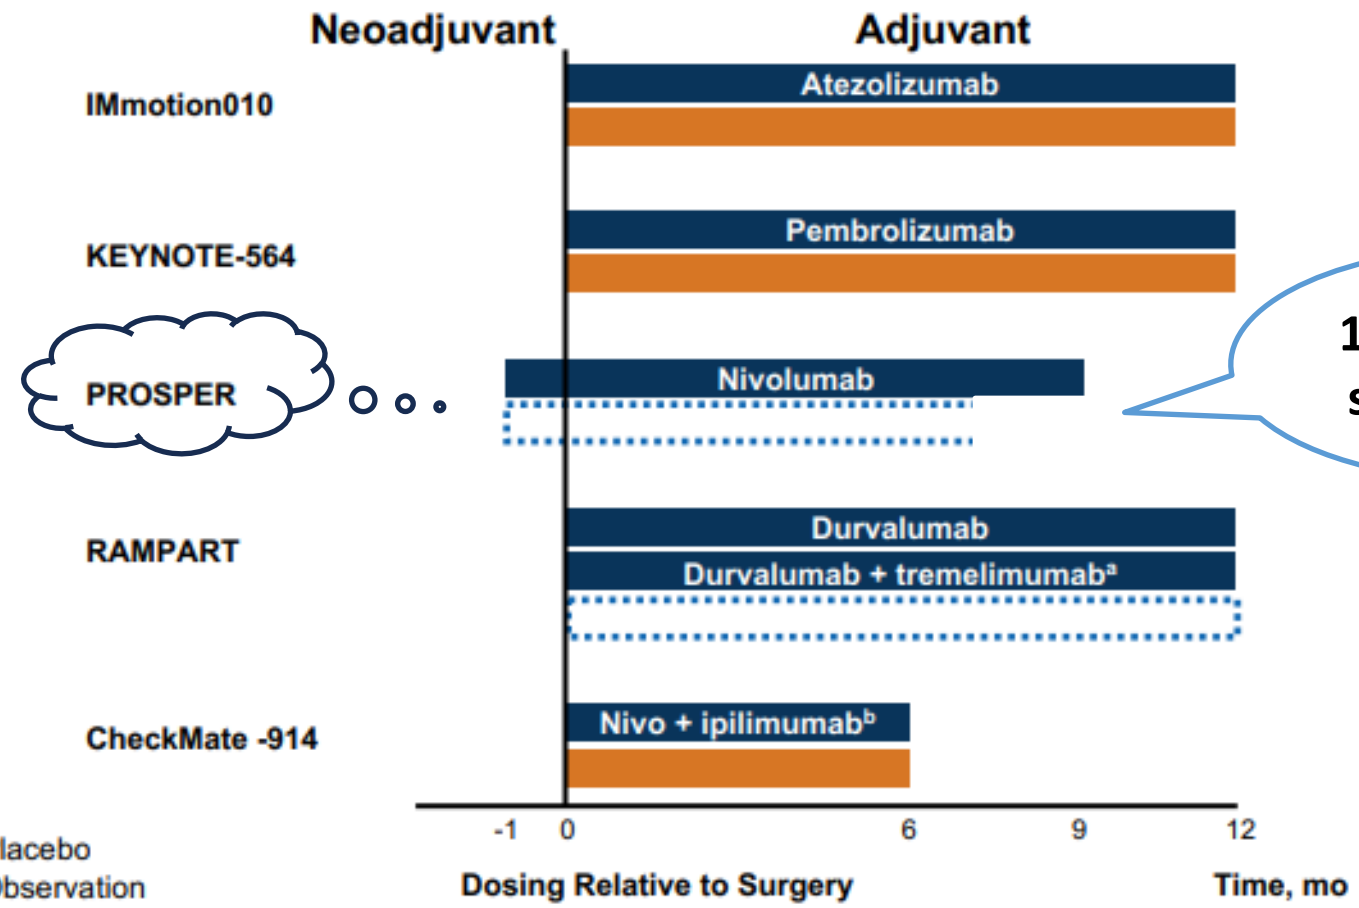 Neoadjuvant
Adjuvant
IMmotion010
Atezolizumab
KEYNOTE-564
Pembrolizumab
PROSPER
Nivolumab
1
s
RAMPART
Durvalumab
Durvalumab + tremelimumabᵃ
CheckMate -914
Nivo + ipilimumabᵇ
-1 0 6 9 12
lacebo
bservation
Dosing Relative to Surgery
Time, mo